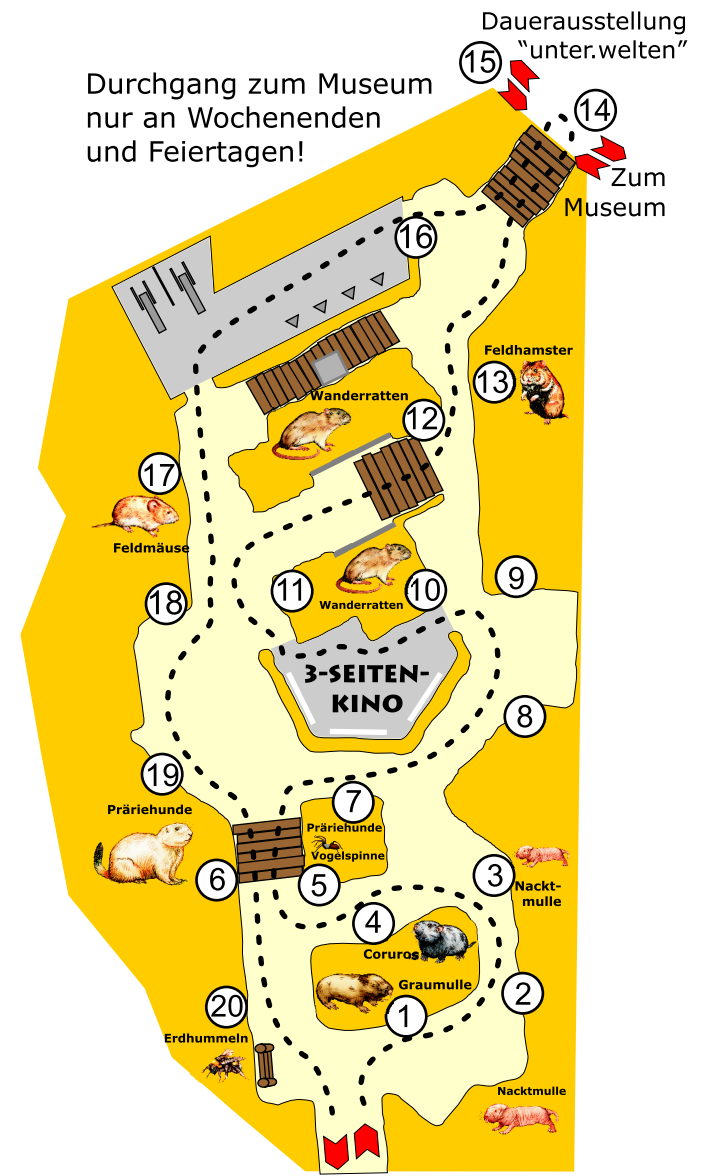 Dauerausstellung
“unter.welten”
15
Durchgang zum Museum
nur an Wochenenden
und Feiertagen!
14
Zum
Museum
16
Feldhamster
13
Wanderratten
12
17
Feldmäuse
9
11
10
18
Wanderratten
3-SEITEN-
KINO
8
19
7
Präriehunde
Präriehunde
Vogelspinne
6
5
3
Nackt-
mulle
4
Coruros
Graumulle
2
20
1
Erdhummeln
Nacktmulle